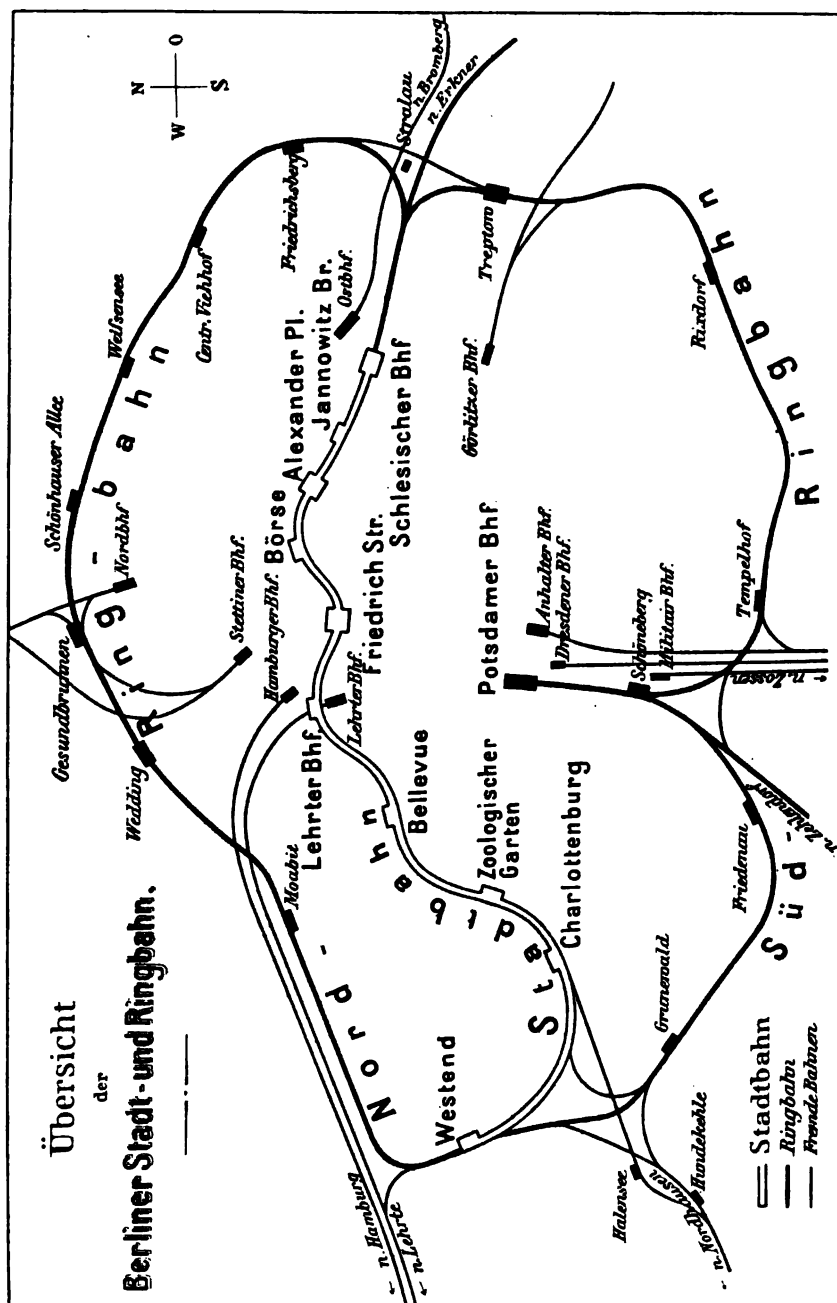 Übersicht
der
Berliner Stadt-und Ringbahn.
N
O
W
S
Nord-
Ring-
bahn
Süd-
Ringbahn
Stadtbahn
Gesundbrunnen
Schönhauser Allee
Weißensee
Centr. Viehhof
Friedrichsberg
Wedding
Nordbhf
Stettiner Bhf.
Hamburger Bhf.
Moabit
Lehrter Bhf.
Lehrter Bhf.
Friedrich Str.
Börse
Alexander Pl.
Jannowitz Br.
Schlesischer Bhf
Ostbhf.
Stralau
n. Bromberg
n. Erkner
Westend
Bellevue
Zoologischer
Garten
Charlottenburg
Potsdamer Bhf
Anhalter Bhf.
Dresdener Bhf.
Schöneberg
Militair Bhf.
Görlitzer Bhf.
Treptow
Rixdorf
Tempelhof
n. Zossen
n. Zehlendorf
Friedenau
Grunewald
Halensee
Hundekehle
n. Nordhausen
n. Hamburg
n. Lehrte
Stadtbahn
Ringbahn
Fremde Bahnen